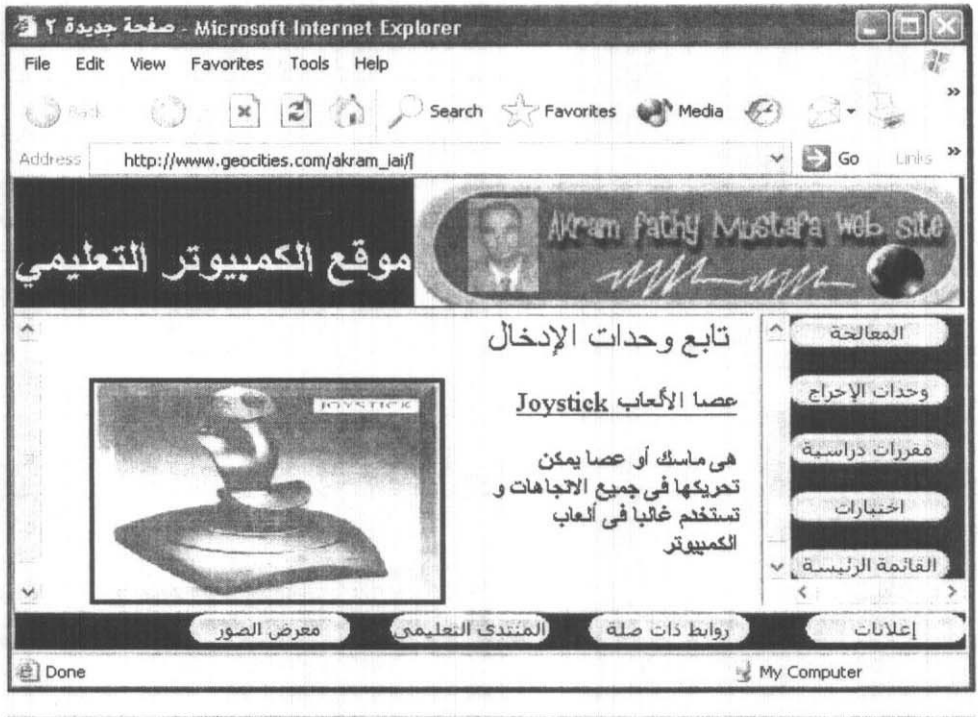 صفحة جديدة ٢ - Microsoft Internet Explorer
File Edit View Favorites Tools Help
Back Search Favorites Media
Address http://www.geocities.com/akram_iai/ Go Links
موقع الكمبيوتر التعليمي
Akram Fathy Mustafa Web site
تابع وحدات الإدخال
عصا الألعاب Joystick
هى ماسك أو عصا يمكن
تحريكها فى جميع الاتجاهات و
تستخدم غالبا فى ألعاب
الكمبيوتر
JOYSTICK
المعالجة
وحدات الإخراج
مقررات دراسية
اختبارات
القائمة الرئيسة
إعلانات روابط ذات صلة المنتدى التعليمى معرض الصور
Done My Computer